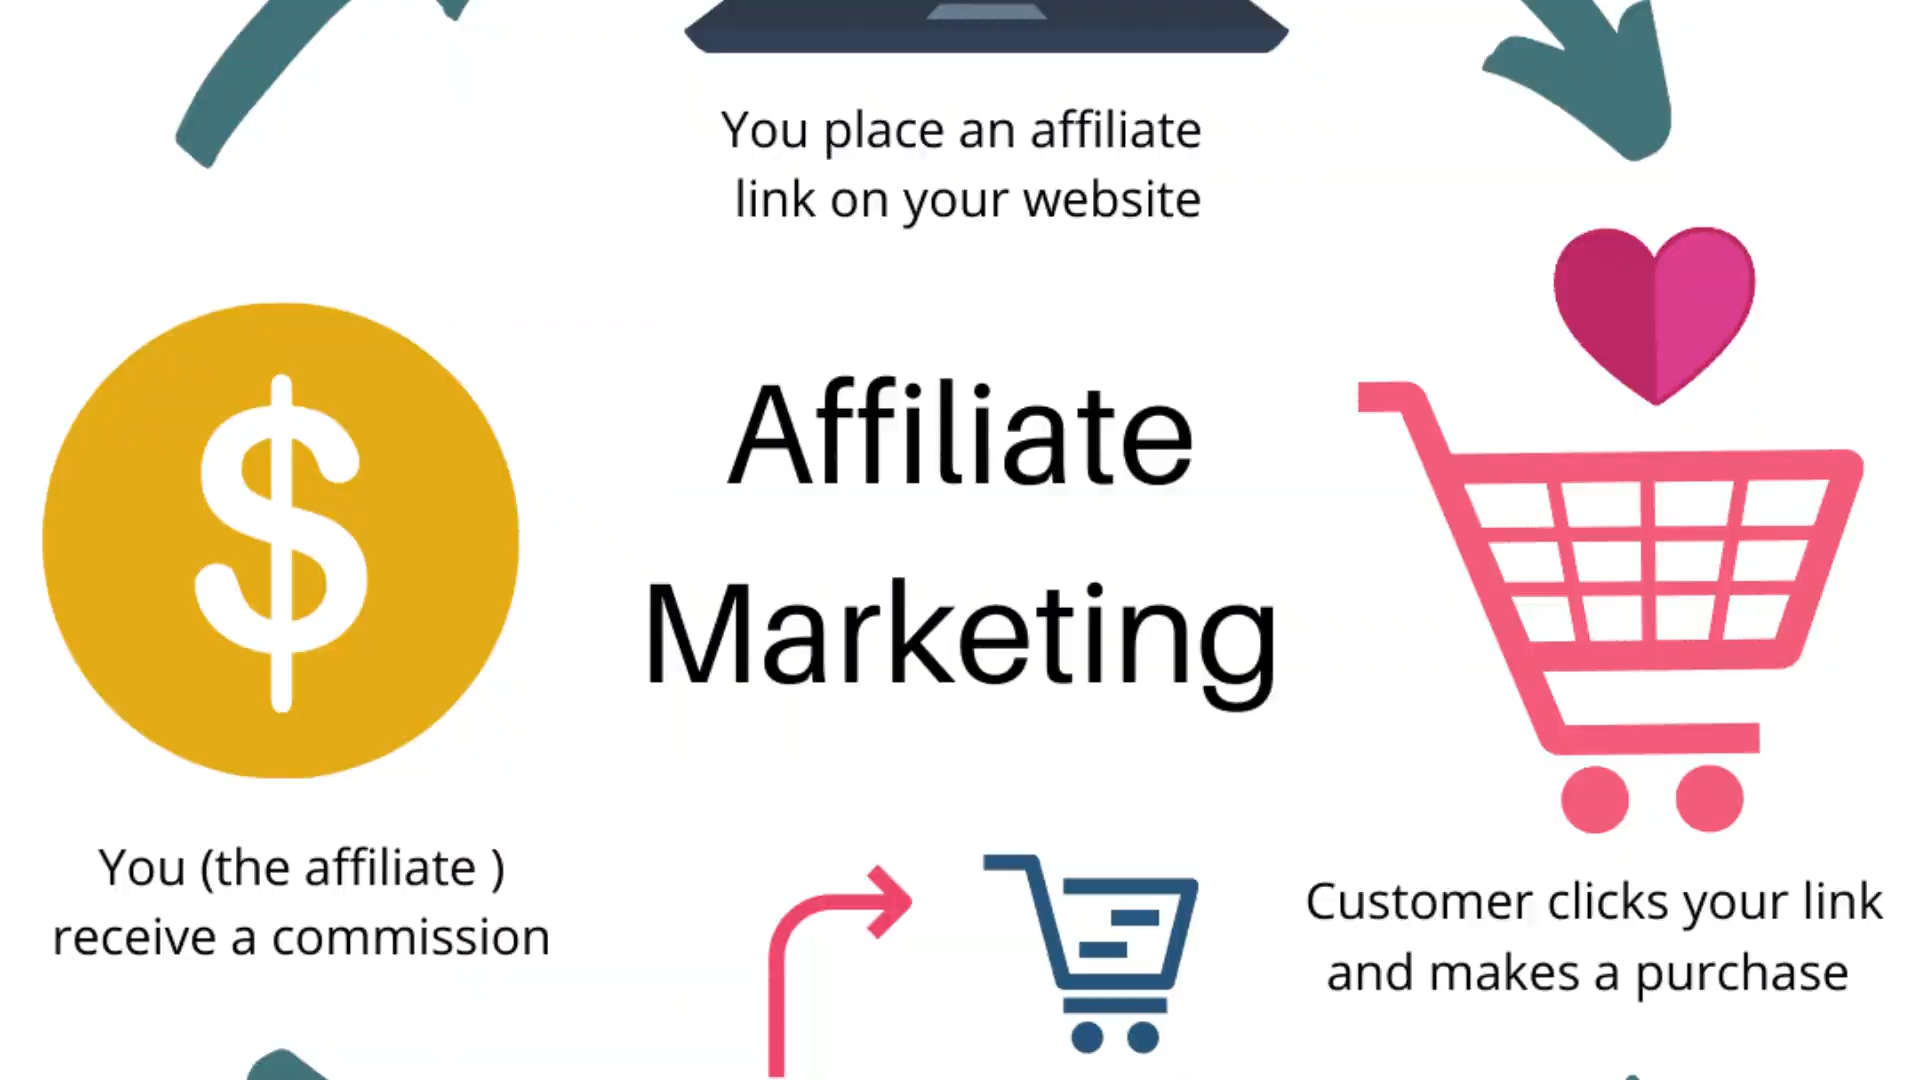 You place an affiliate
link on your website
Affiliate
Marketing
$
You (the affiliate )
receive a commission
Customer clicks your link
and makes a purchase